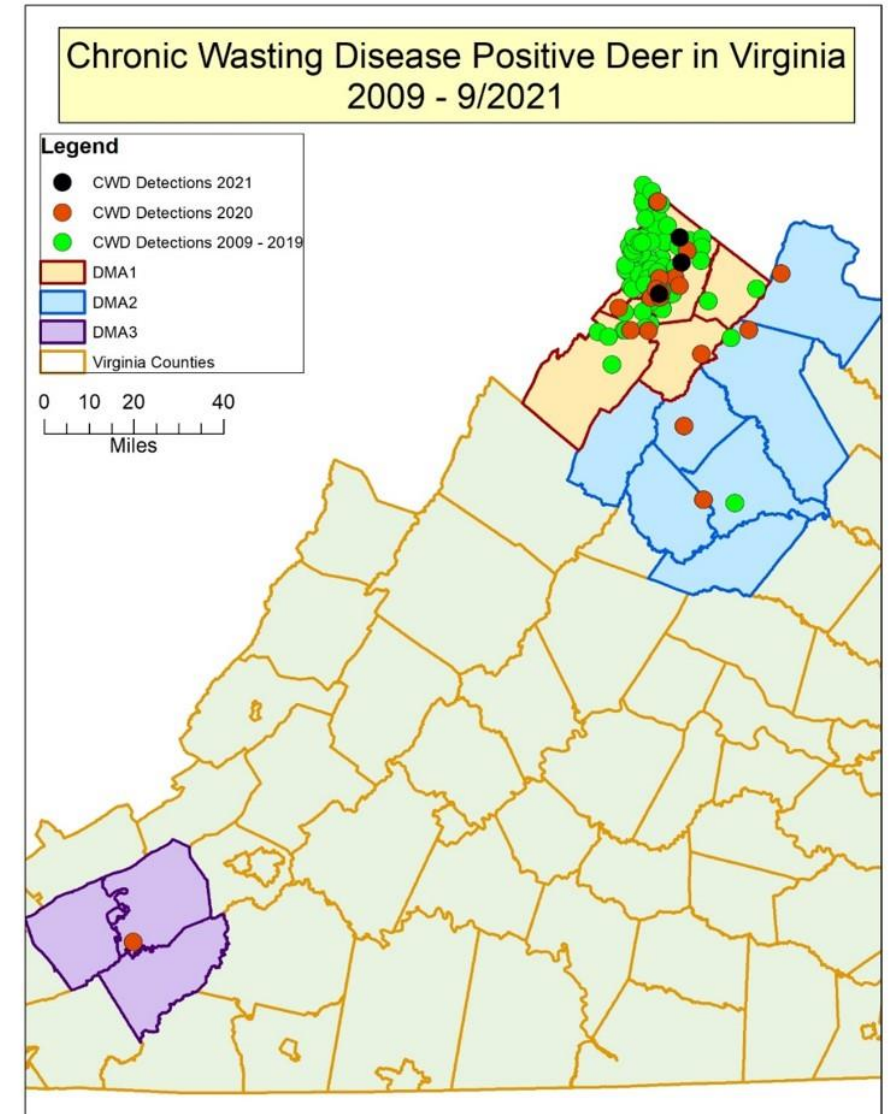 Chronic Wasting Disease Positive Deer in Virginia
2009 - 9/2021
Legend
CWD Detections 2021
CWD Detections 2020
CWD Detections 2009 - 2019
DMA1
DMA2
DMA3
Virginia Counties
0 10 20 40
Miles